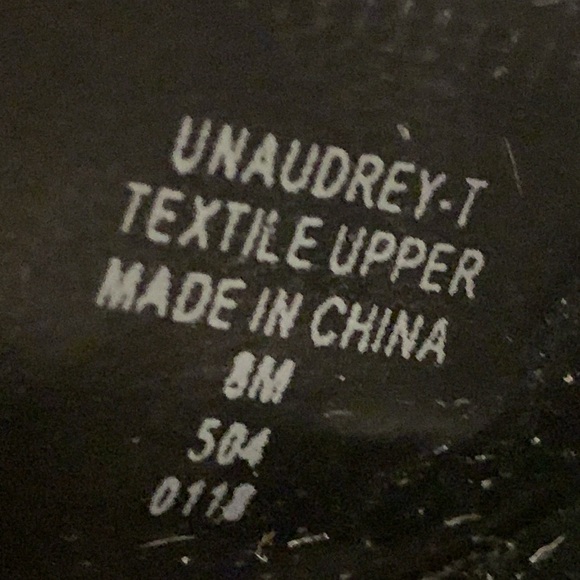 UNAUDREY-T
TEXTILE UPPER
MADE IN CHINA
8M
504
0118